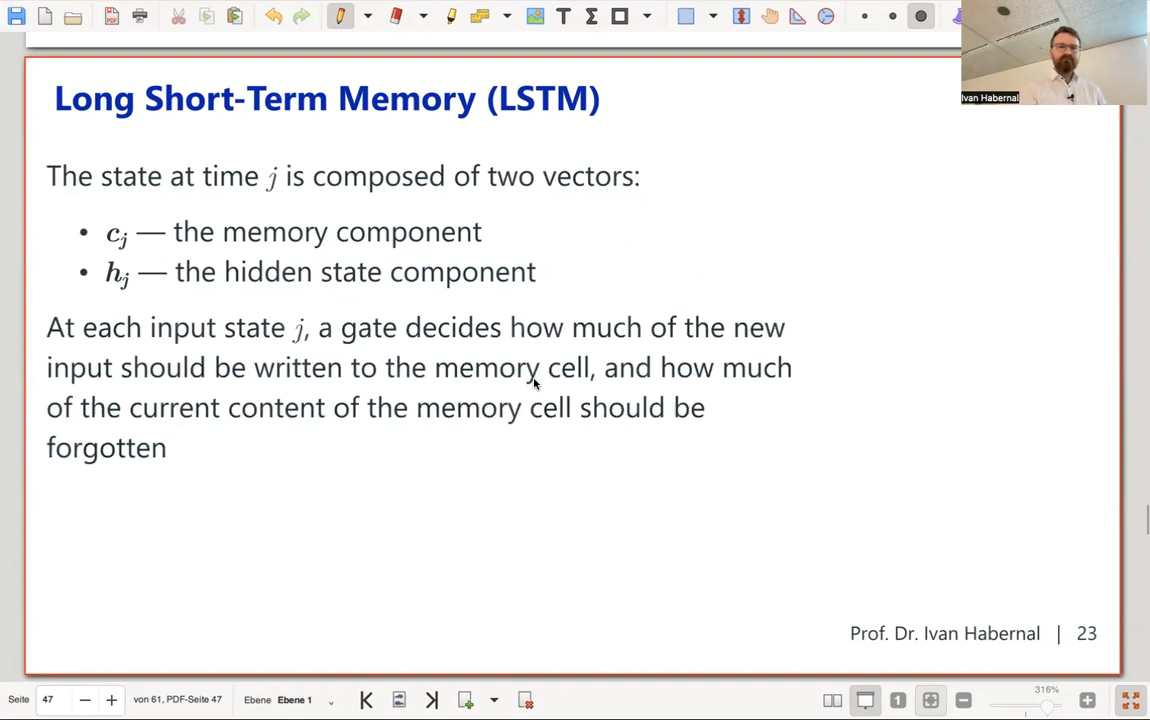 Ivan Habernal
Long Short-Term Memory (LSTM)
The state at time j is composed of two vectors:
• cj — the memory component
• hj — the hidden state component
At each input state j, a gate decides how much of the new
input should be written to the memory cell, and how much
of the current content of the memory cell should be
forgotten
Prof. Dr. Ivan Habernal | 23
Seite 47 von 61, PDF-Seite 47 Ebene Ebene 1 316%